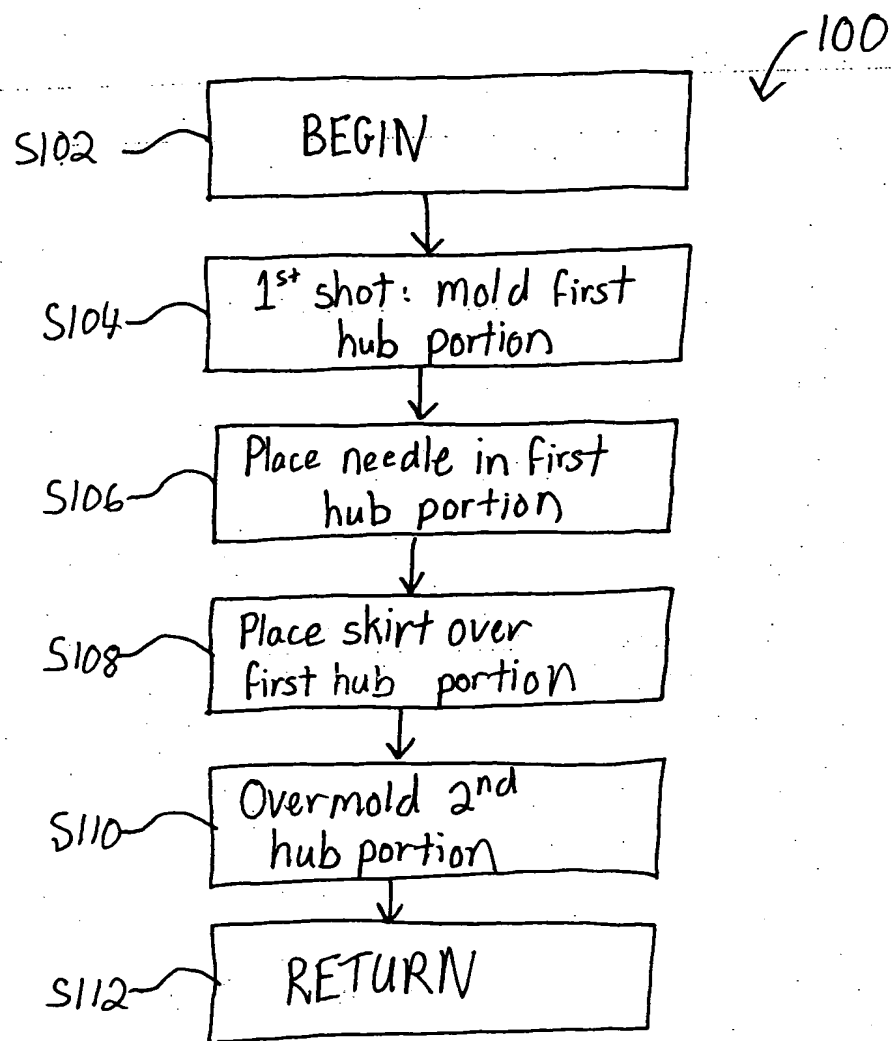 100
S102
BEGIN
S104
1st shot: mold first
hub portion
S106
Place needle in first
hub portion
S108
Place skirt over
first hub portion
S110
Overmold 2nd
hub portion
S112
RETURN